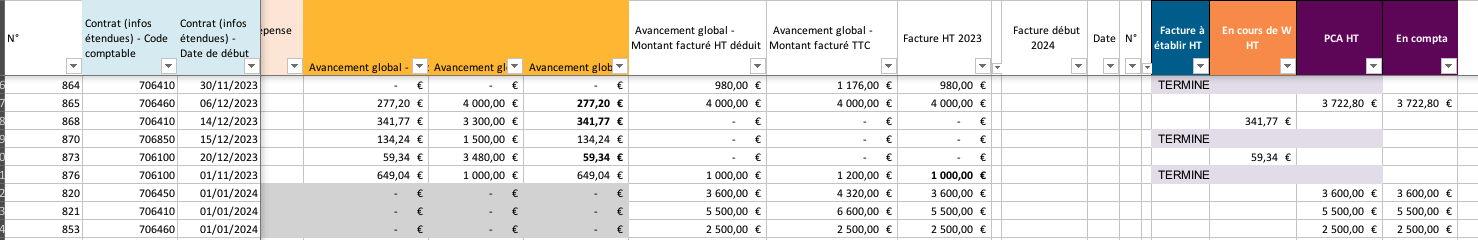 N° Contrat (infos étendues) - Code comptable Contrat (infos étendues) - Date de début Avancement global - Avancement Avancement Avancement global - Montant facturé HT déduit Avancement global - Montant facturé TTC Facture HT 2023 Facture début 2024 Date N° Facture à établir HT En cours de W HT PCA HT En compta
864 706410 30/11/2023 - € - € - € 980,00 € 1 176,00 € 980,00 € TERMINE
865 706460 06/12/2023 277,20 € 4 000,00 € 277,20 € 4 000,00 € 4 000,00 € 4 000,00 € 3 722,80 € 3 722,80 €
868 706410 14/12/2023 341,77 € 3 300,00 € 341,77 € - € - € - € 341,77 €
870 706850 15/12/2023 134,24 € 1 500,00 € 134,24 € - € - € - € TERMINE
873 706100 20/12/2023 59,34 € 3 480,00 € 59,34 € - € - € - € 59,34 €
876 706100 01/11/2023 649,04 € 1 000,00 € 649,04 € 1 000,00 € 1 200,00 € 1 000,00 € TERMINE
820 706450 01/01/2024 - € - € - € 3 600,00 € 4 320,00 € 3 600,00 € 3 600,00 € 3 600,00 €
821 706410 01/01/2024 - € - € - € 5 500,00 € 6 600,00 € 5 500,00 € 5 500,00 € 5 500,00 €
853 706460 01/01/2024 - € - € - € 2 500,00 € 2 500,00 € 2 500,00 € 2 500,00 € 2 500,00 €